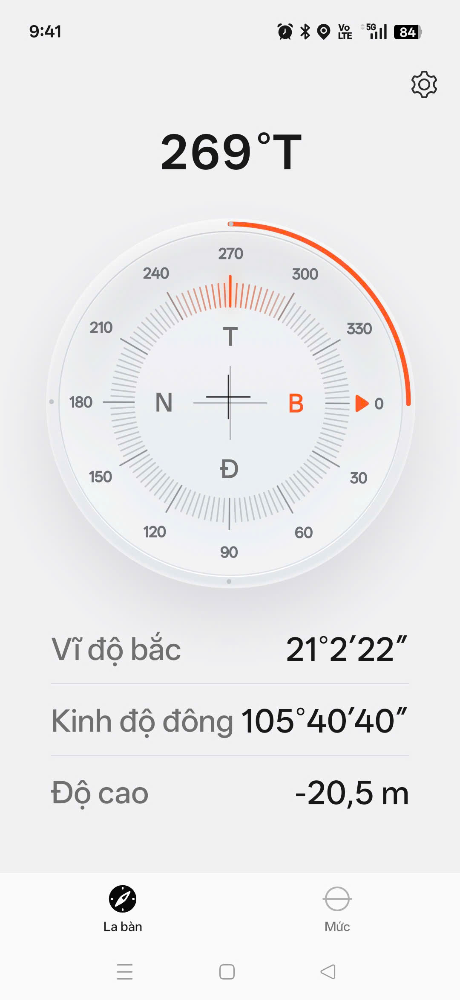 9:41
Vo
LTE
5G
84
269°T
270
240
300
210
330
T
180
N
B
0
Đ
150
30
120
60
90
Vĩ độ bắc 21°2′22″
Kinh độ đông 105°40′40″
Độ cao -20,5 m
La bàn
Mức